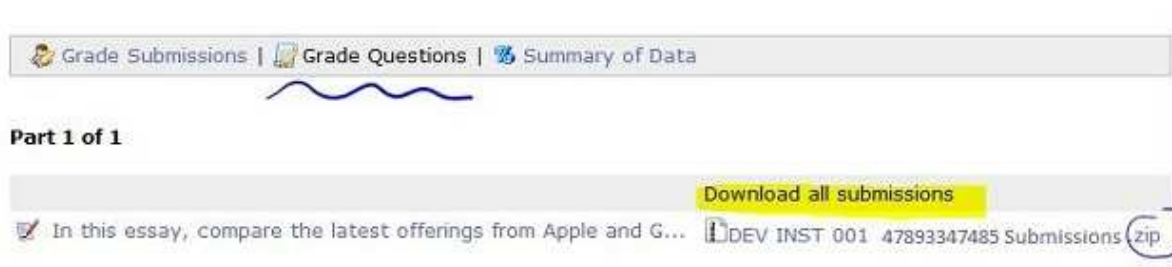 Grade Submissions | Grade Questions | Summary of Data
Part 1 of 1
Download all submissions
In this essay, compare the latest offerings from Apple and G... DEV INST 001 47893347485 Submissions zip